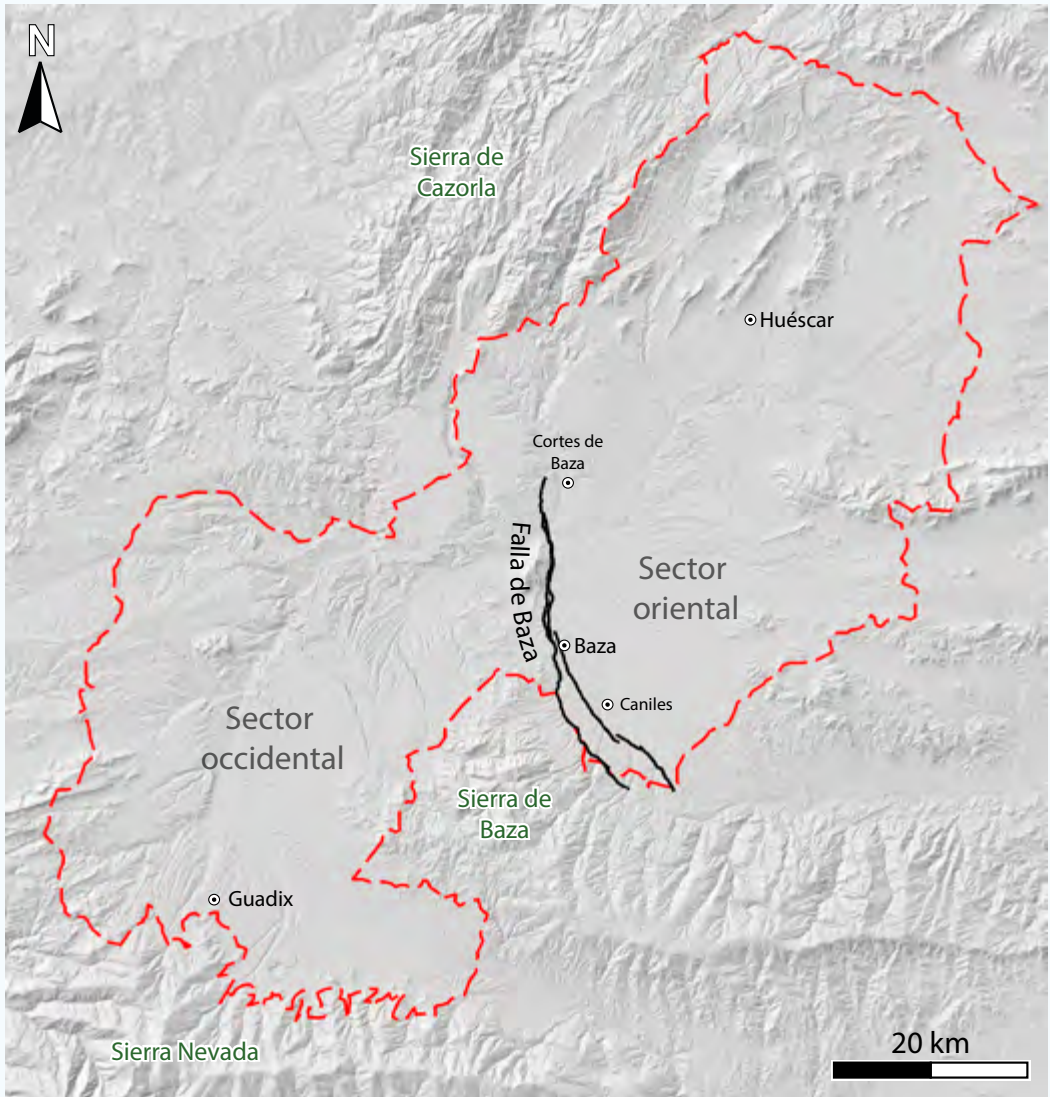 N
Sierra de
Cazorla
Huéscar
Cortes de
Baza
Falla de Baza
Sector
oriental
Baza
Caniles
Sector
occidental
Sierra de
Baza
Guadix
Sierra Nevada
20 km